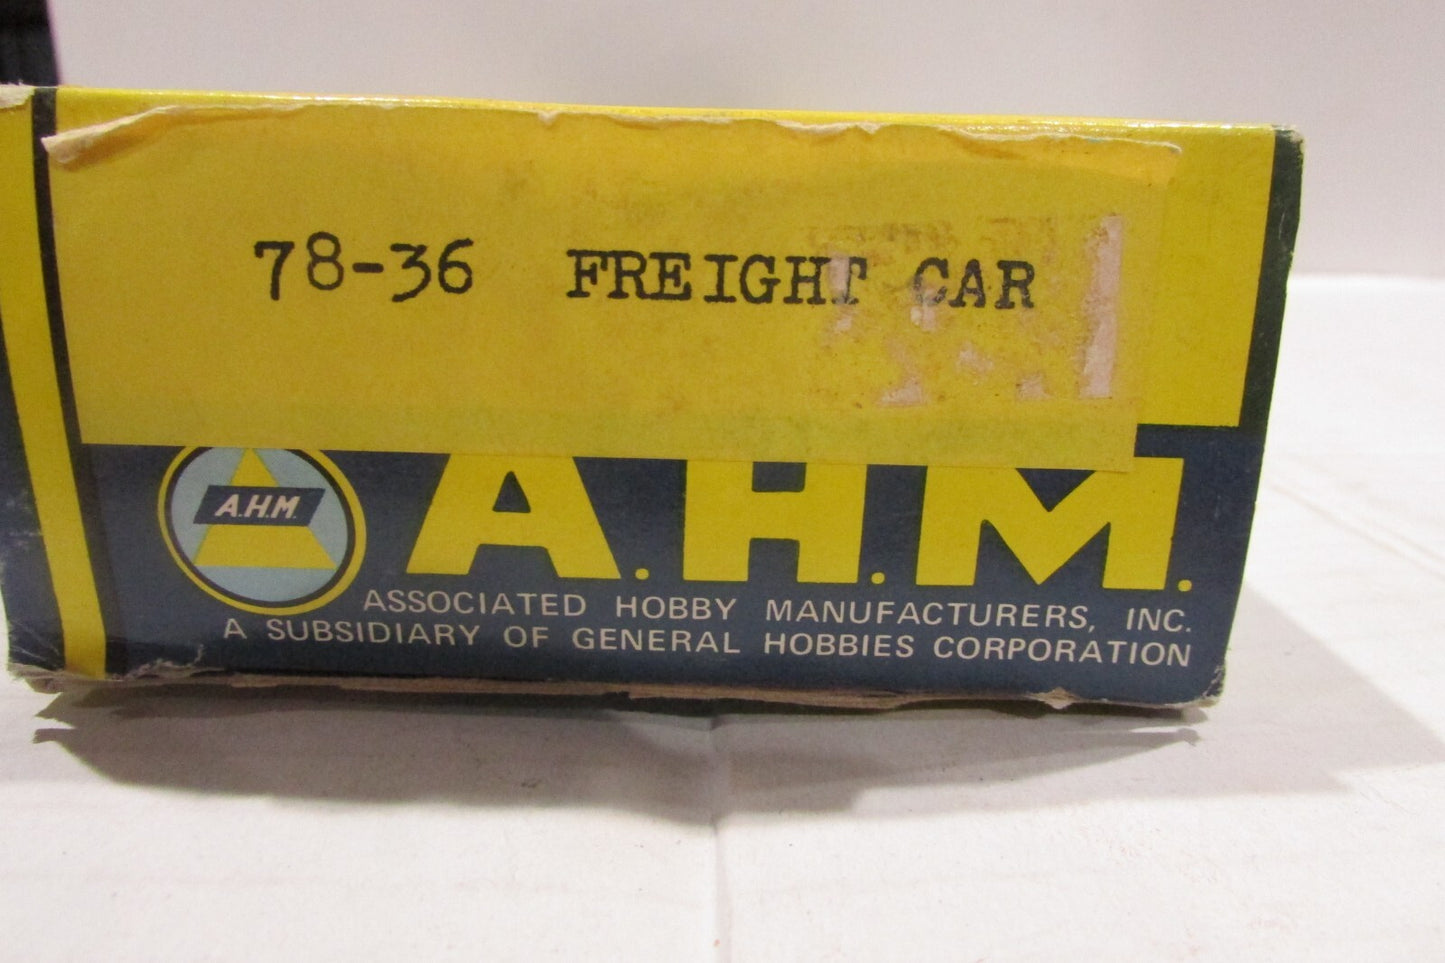 78-36 FREIGHT CAR
A.H.M.
A.H.M.
ASSOCIATED HOBBY MANUFACTURERS, INC.
A SUBSIDIARY OF GENERAL HOBBIES CORPORATION